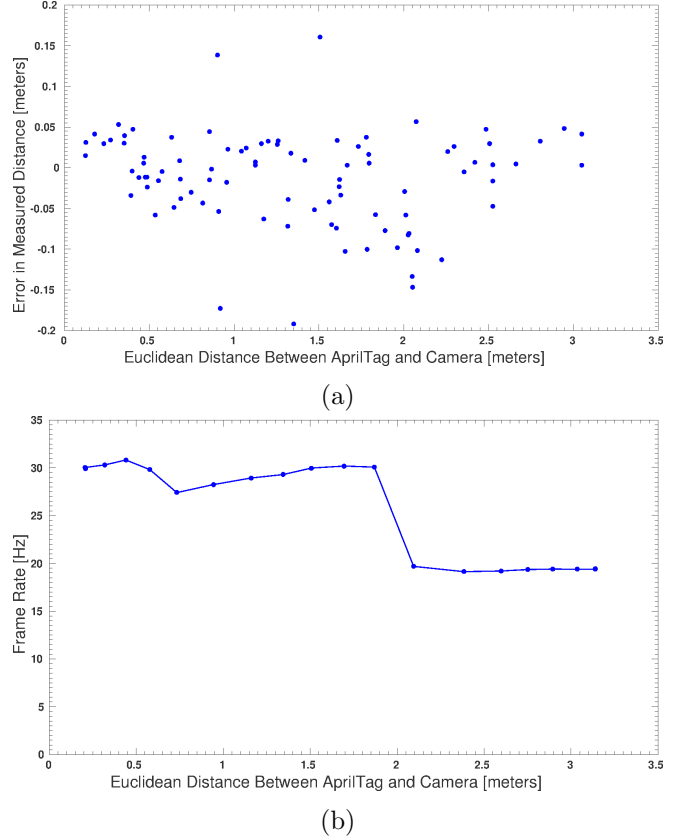 0.2
0.15
0.1
0.05
0
-0.05
-0.1
-0.15
-0.2
Error in Measured Distance [meters]
0 0.5 1 1.5 2 2.5 3 3.5
Euclidean Distance Between AprilTag and Camera [meters]
(a)
35
30
25
20
15
10
5
0
Frame Rate [Hz]
0 0.5 1 1.5 2 2.5 3 3.5
Euclidean Distance Between AprilTag and Camera [meters]
(b)